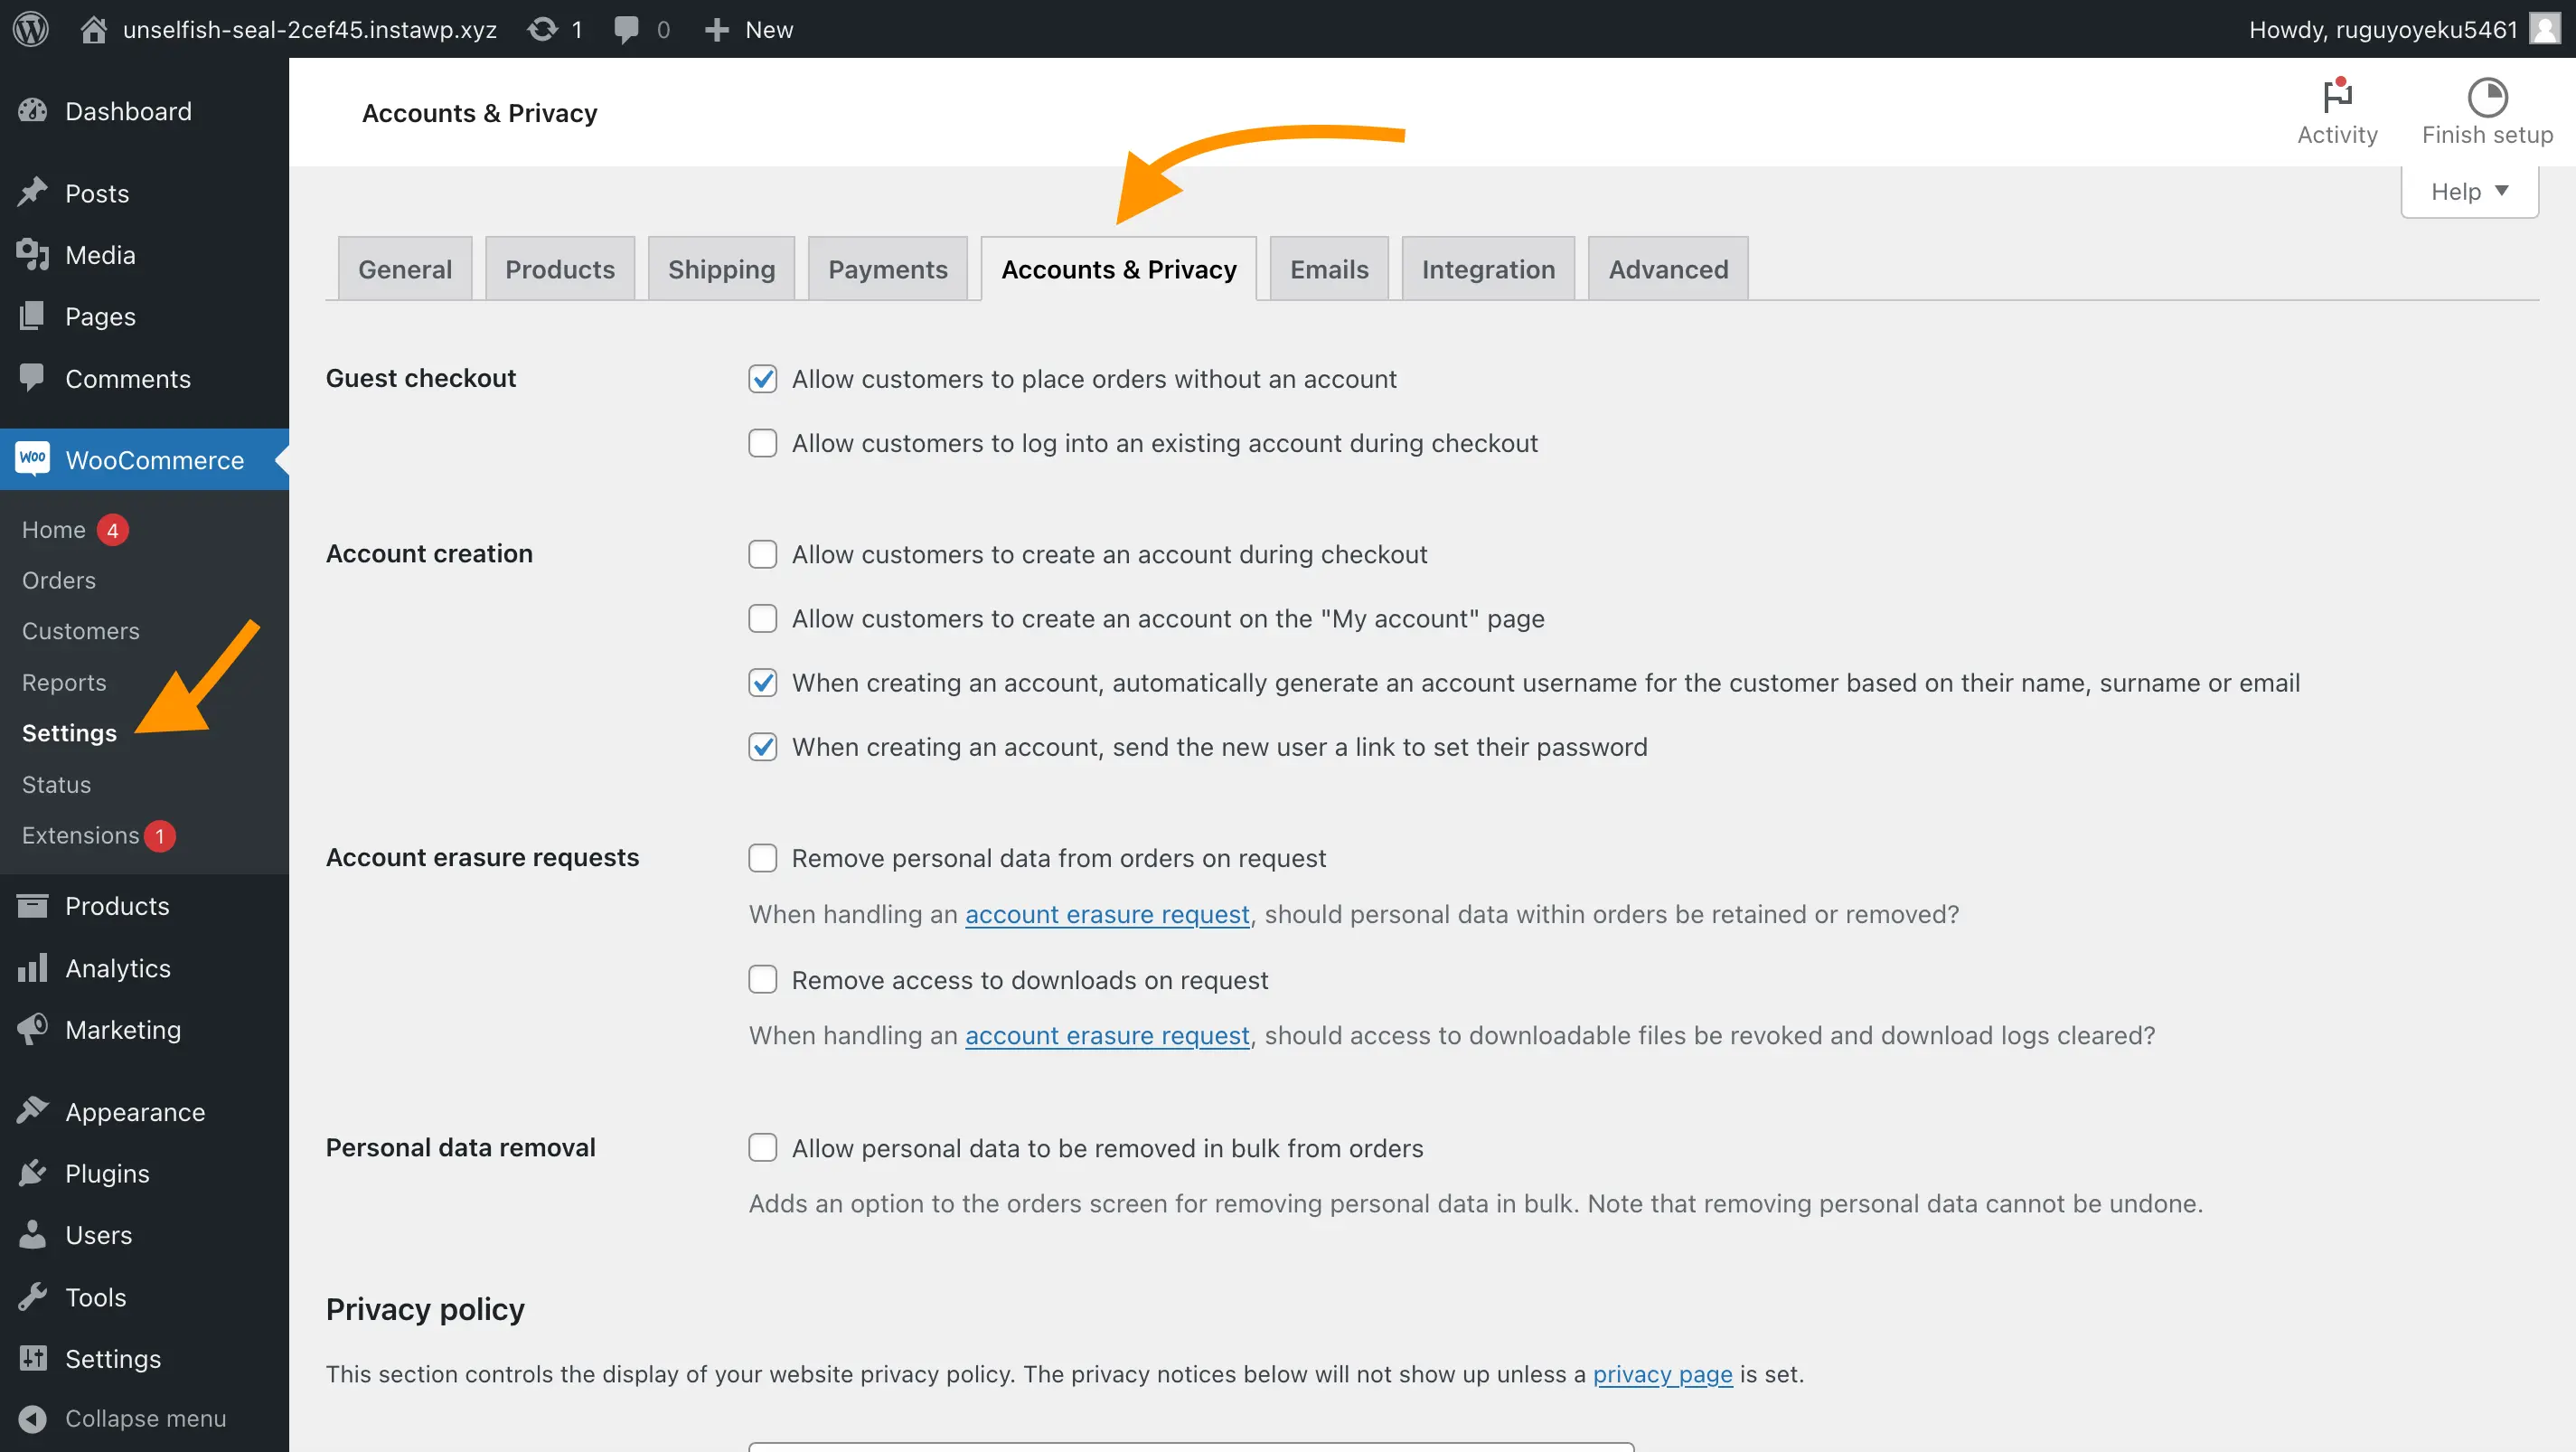 unselfish-seal-2cef45.instawp.xyz 1 0 New Howdy, ruguyoyeku5461
Dashboard
Posts
Media
Pages
Comments
Woo WooCommerce
Home 4
Orders
Customers
Reports
Settings
Status
Extensions 1
Products
Analytics
Marketing
Appearance
Plugins
Users
Tools
Settings
Collapse menu
Accounts & Privacy
Activity
Finish setup
Help
General Products Shipping Payments Accounts & Privacy Emails Integration Advanced
Guest checkout
Allow customers to place orders without an account
Allow customers to log into an existing account during checkout
Account creation
Allow customers to create an account during checkout
Allow customers to create an account on the "My account" page
When creating an account, automatically generate an account username for the customer based on their name, surname or email
When creating an account, send the new user a link to set their password
Account erasure requests
Remove personal data from orders on request
When handling an account erasure request, should personal data within orders be retained or removed?
Remove access to downloads on request
When handling an account erasure request, should access to downloadable files be revoked and download logs cleared?
Personal data removal
Allow personal data to be removed in bulk from orders
Adds an option to the orders screen for removing personal data in bulk. Note that removing personal data cannot be undone.
Privacy policy
This section controls the display of your website privacy policy. The privacy notices below will not show up unless a privacy page is set.